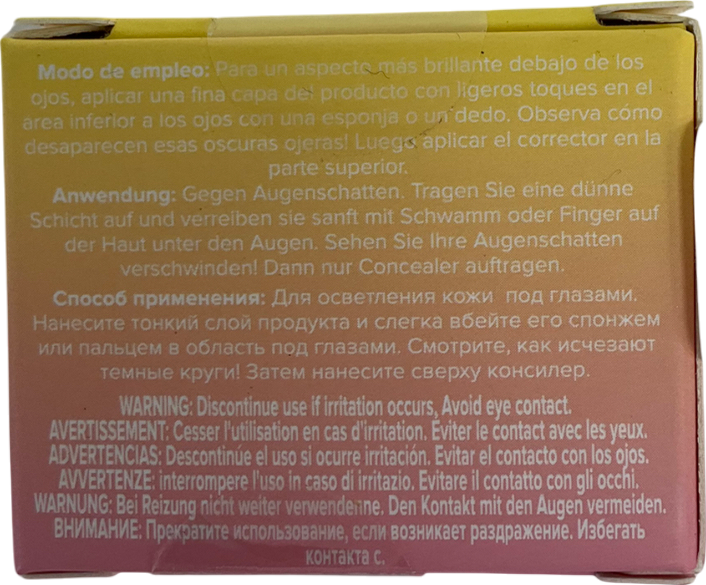 Modo de empleo: Para un aspecto más brillante debajo de los
ojos, aplicar una fina capa del producto con ligeros toques en el
área inferior a los ojos con una esponja o un dedo. Observa cómo
desaparecen esas oscuras ojeras! Luego aplicar el corrector en la
parte superior.
Anwendung: Gegen Augenschatten. Tragen Sie eine dünne
Schicht auf und verreiben sie sanft mit Schwamm oder Finger auf
der Haut unter den Augen. Sehen Sie Ihre Augenschatten
verschwinden! Dann nur Concealer auftragen.
Способ применения: Для осветления кожи под глазами.
Нанесите тонкий слой продукта и слегка вбейте его спонжем
или пальцем в область под глазами. Смотрите, как исчезают
темные круги! Затем нанесите сверху консилер.
WARNING: Discontinue use if irritation occurs, Avoid eye contact.
AVERTISSEMENT: Cesser l'utilisation en cas d'irritation. Éviter le contact avec les yeux.
ADVERTENCIAS: Descontinúe el uso si ocurre irritación. Evitar el contacto con los ojos.
AVVERTENZE: interrompere l'uso in caso di irritazio. Evitare il contatto con gli occhi.
WARNUNG: Bei Reizung nicht weiter verwendenne. Den Kontakt mit den Augen vermeiden.
ВНИМАНИЕ: Прекратите использование, если возникает раздражение. Избегать
контакта с.